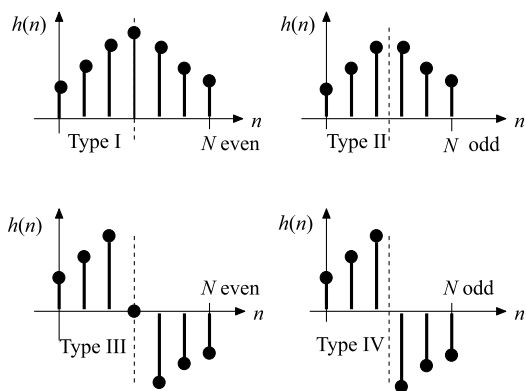 h(n)
n
Type I
N even
h(n)
n
Type II
N odd
h(n)
N even
n
Type III
h(n)
N odd
n
Type IV